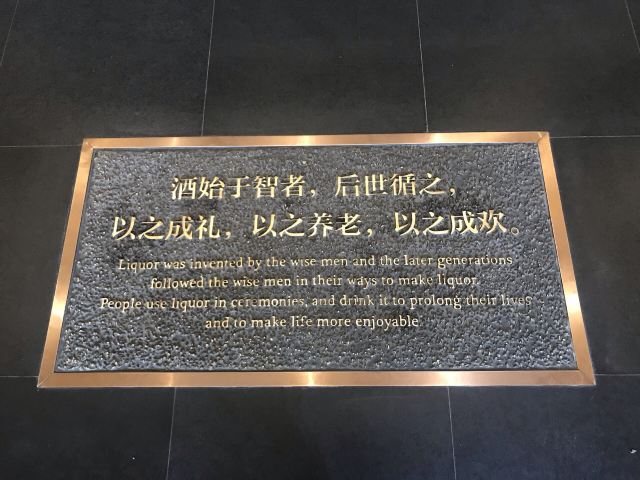 酒始于智者，后世循之，
以之成礼，以之养老，以之成欢。
Liquor was invented by the wise men and the later generations
followed the wise men in their ways to make liquor.
People use liquor in ceremonies, and drink it to prolong their lives
and to make life more enjoyable.